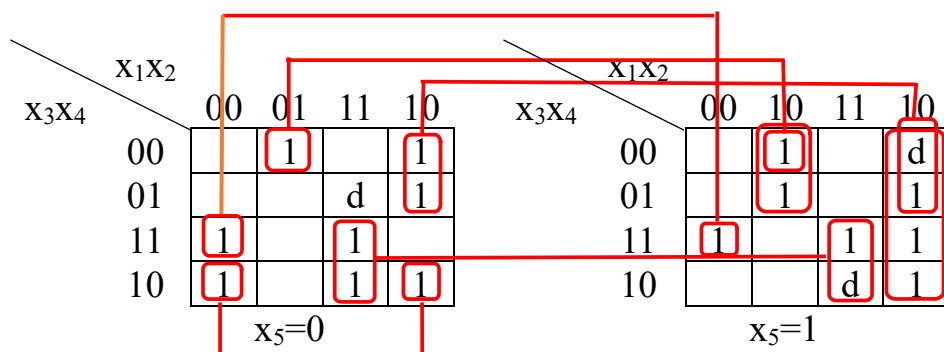 x₁x₂ x₁x₂
x₃x₄ 00 01 11 10 x₃x₄ 00 10 11 10
00 1 1 00 1 d
01 d 1 01 1 1
11 1 1 11 1 1 1
10 1 1 1 10 d 1
x₅=0 x₅=1